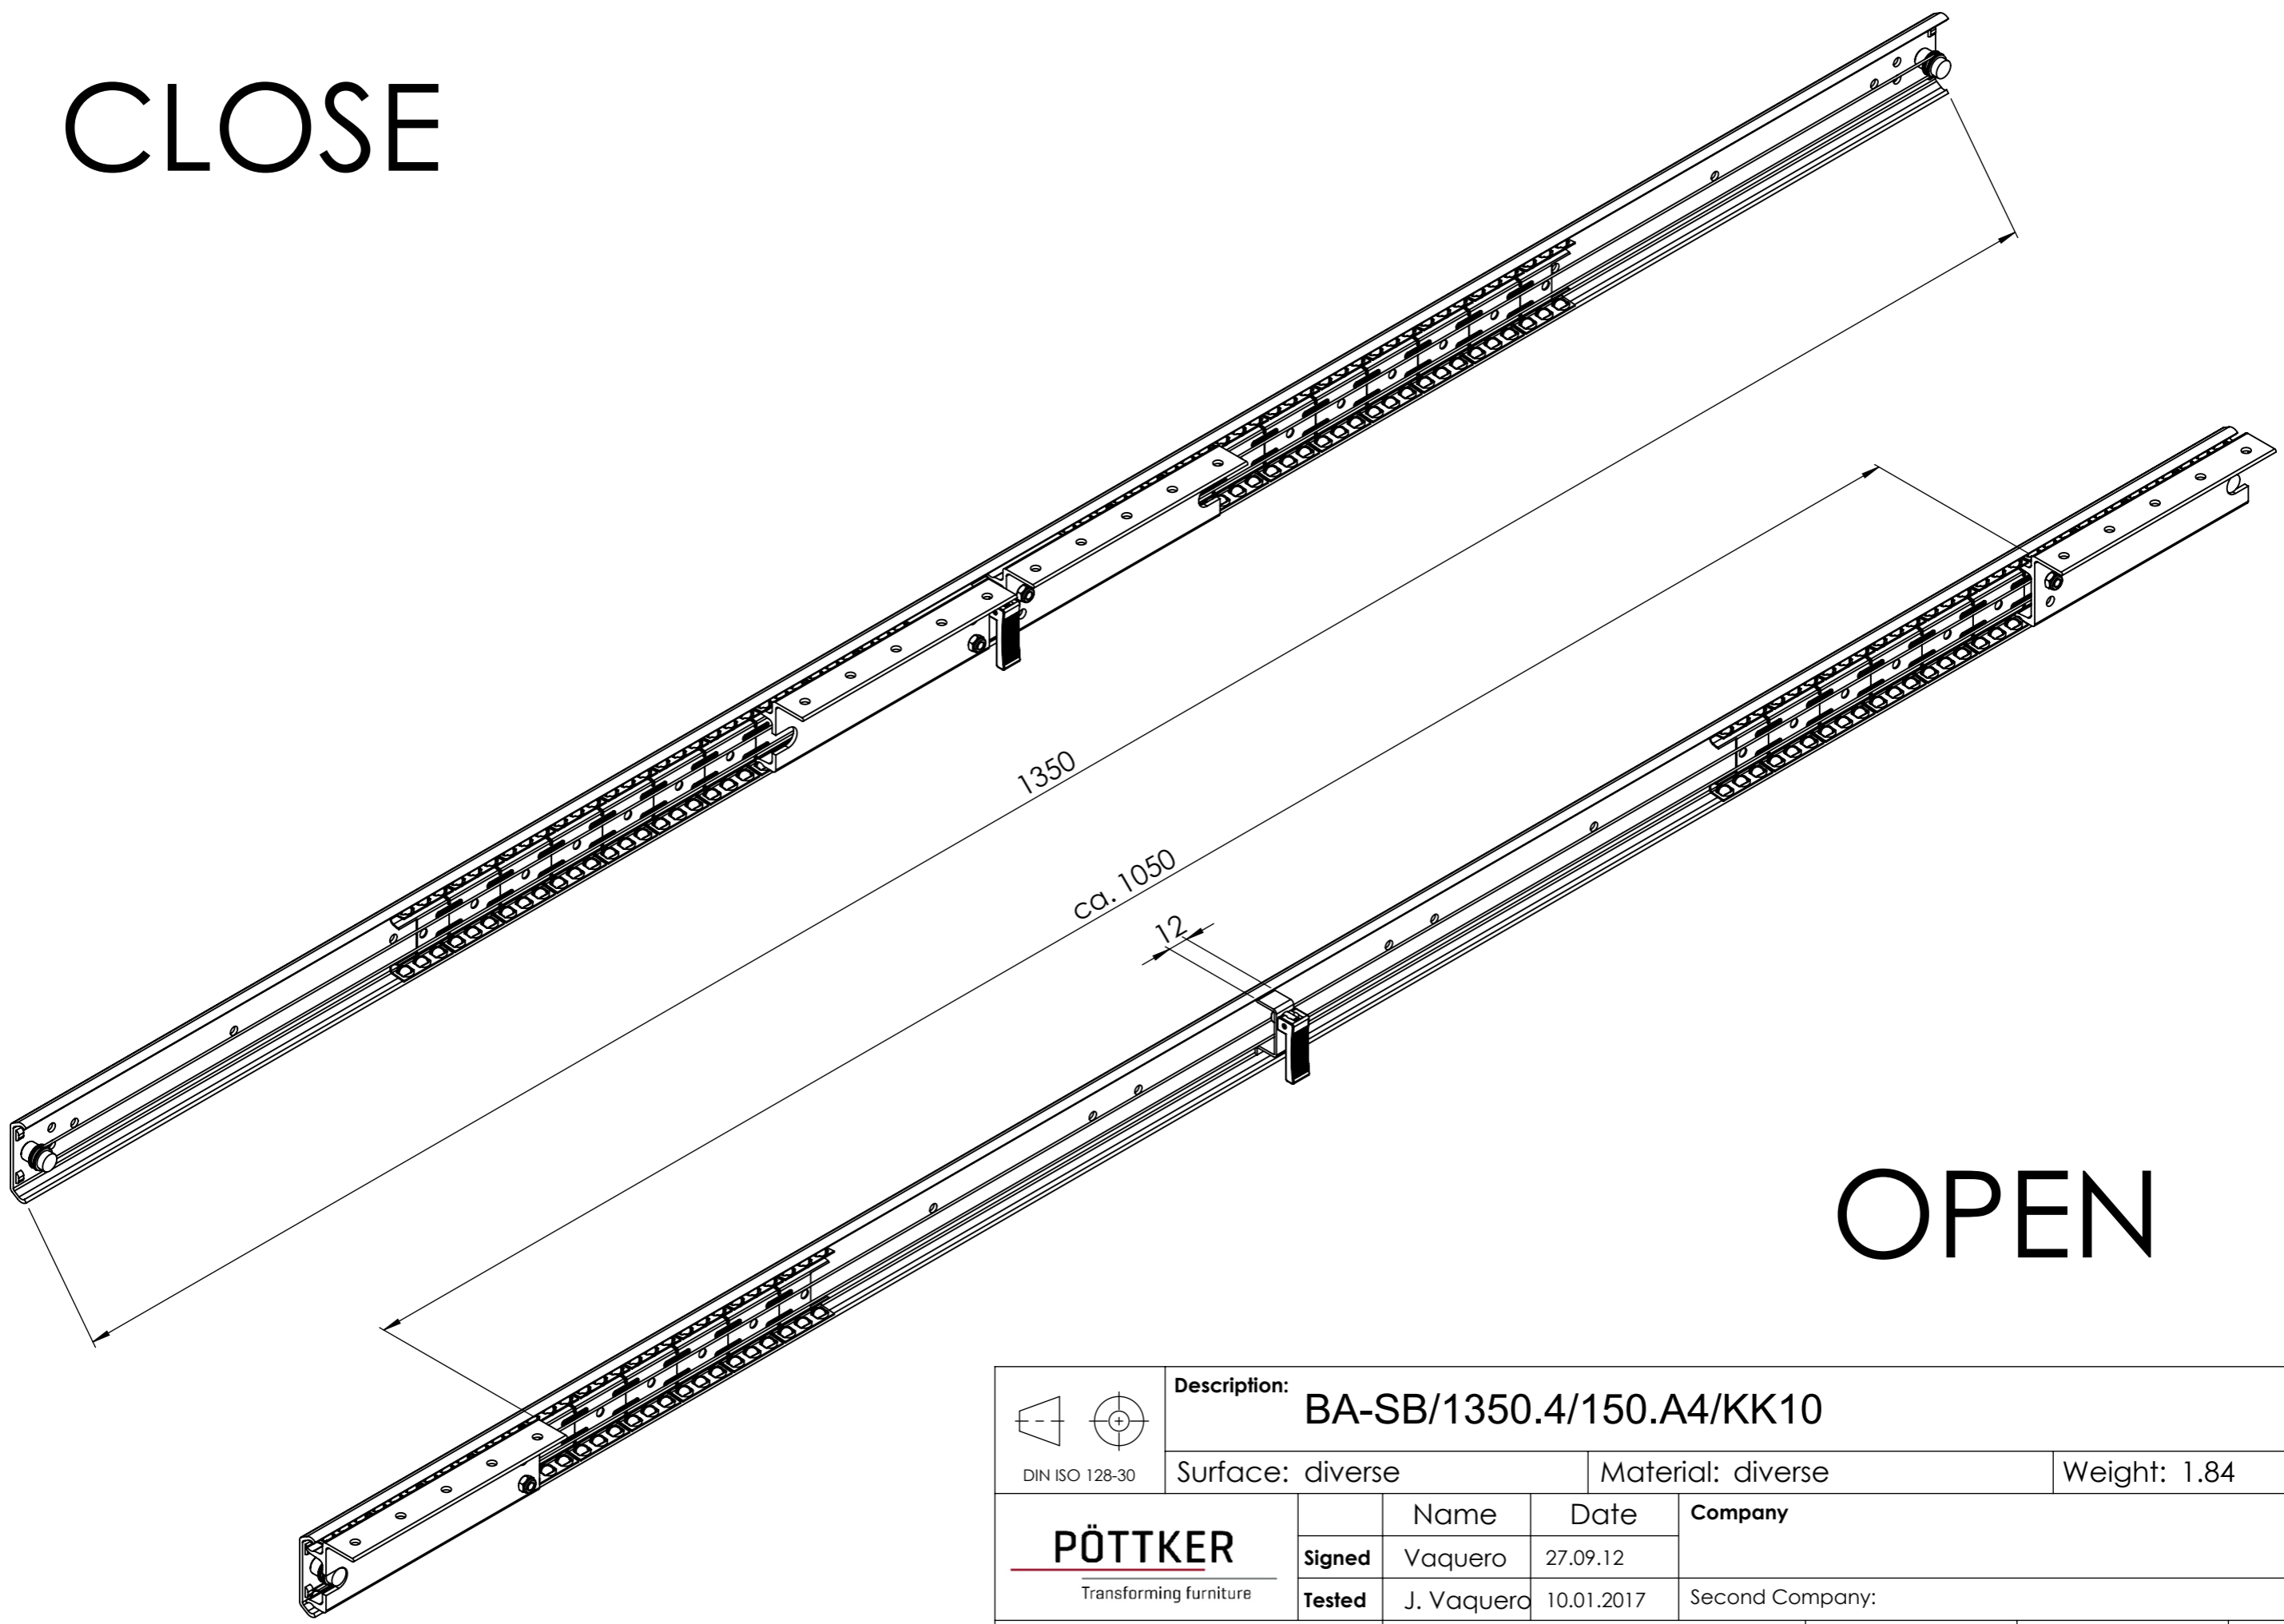 CLOSE
1350
ca. 1050
12
OPEN
Description: BA-SB/1350.4/150.A4/KK10
DIN ISO 128-30
Surface: diverse Material: diverse Weight: 1.84
PÖTTKER
Transforming furniture
Name Date Company
Signed Vaquero 27.09.12
Tested J. Vaquero 10.01.2017 Second Company: